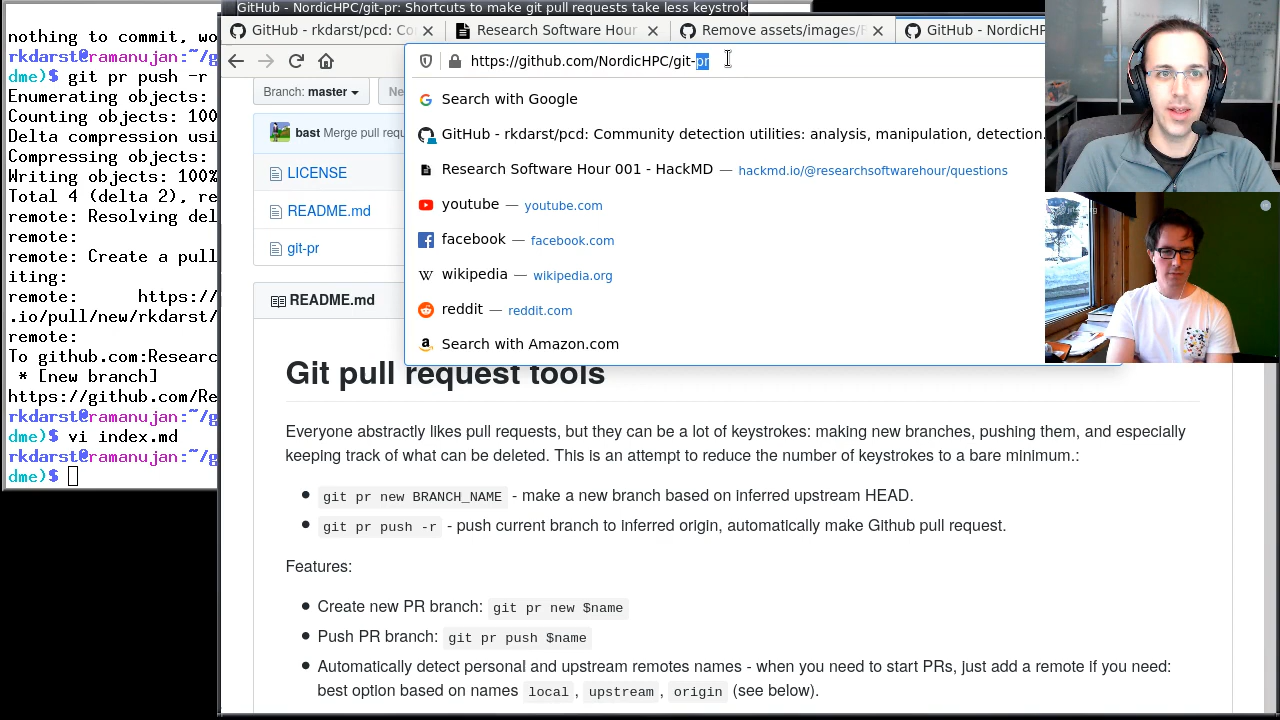 GitHub - NordicHPC/git-pr: Shortcuts to make git pull requests take less keystrok
nothing to commit, wo
rkdarst@ramanujan:~/g
dme)$ git pr push -r
Enumerating objects:
Counting objects: 100
Delta compression usi
Compressing objects:
Writing objects: 100%
Total 4 (delta 2), re
remote: Resolving del
remote:
remote: Create a pull
iting:
remote:      https://
.io/pull/new/rkdarst/
remote:
To github.com:Researc
* [new branch]
https://github.com/Re
rkdarst@ramanujan:~/g
dme)$ vi index.md
rkdarst@ramanujan:~/g
dme)$
GitHub - rkdarst/pcd: Co
Research Software Hour
Remove assets/images/F
GitHub - NordicHP
https://github.com/NordicHPC/git-pr
Search with Google
GitHub - rkdarst/pcd: Community detection utilities: analysis, manipulation, detection.
Research Software Hour 001 - HackMD — hackmd.io/@researchsoftwarehour/questions
youtube — youtube.com
facebook — facebook.com
wikipedia — wikipedia.org
reddit — reddit.com
Search with Amazon.com
Branch: master
Ne
bast Merge pull requ
LICENSE
README.md
git-pr
README.md
Git pull request tools
Everyone abstractly likes pull requests, but they can be a lot of keystrokes: making new branches, pushing them, and especially
keeping track of what can be deleted. This is an attempt to reduce the number of keystrokes to a bare minimum.:
git pr new BRANCH_NAME - make a new branch based on inferred upstream HEAD.
git pr push -r - push current branch to inferred origin, automatically make Github pull request.
Features:
Create new PR branch: git pr new $name
Push PR branch: git pr push $name
Automatically detect personal and upstream remotes names - when you need to start PRs, just add a remote if you need:
best option based on names local, upstream, origin (see below).